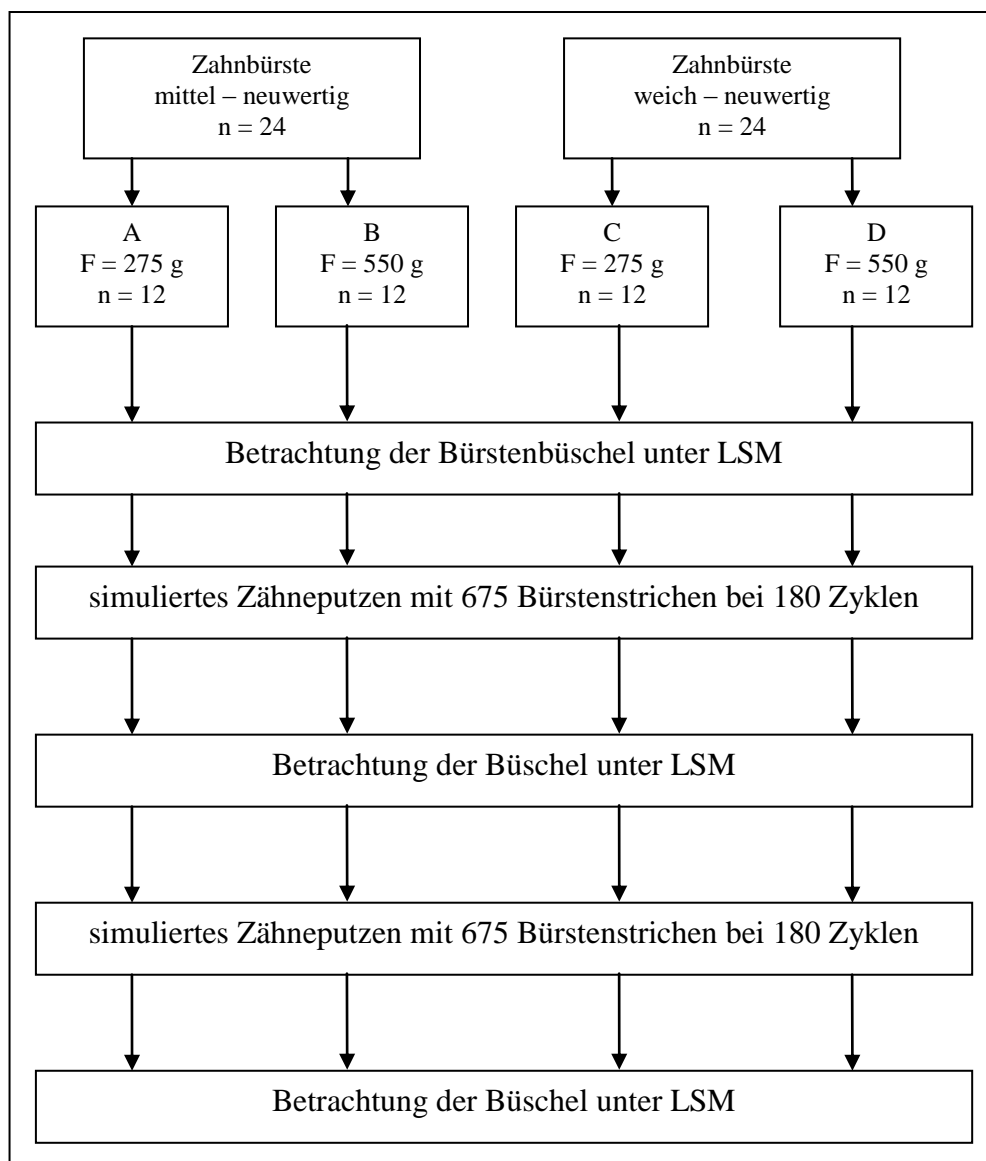 Zahnbürste
mittel – neuwertig
n = 24
Zahnbürste
weich – neuwertig
n = 24
A
F = 275 g
n = 12
B
F = 550 g
n = 12
C
F = 275 g
n = 12
D
F = 550 g
n = 12
Betrachtung der Bürstenbüschel unter LSM
simuliertes Zähneputzen mit 675 Bürstenstrichen bei 180 Zyklen
Betrachtung der Büschel unter LSM
simuliertes Zähneputzen mit 675 Bürstenstrichen bei 180 Zyklen
Betrachtung der Büschel unter LSM